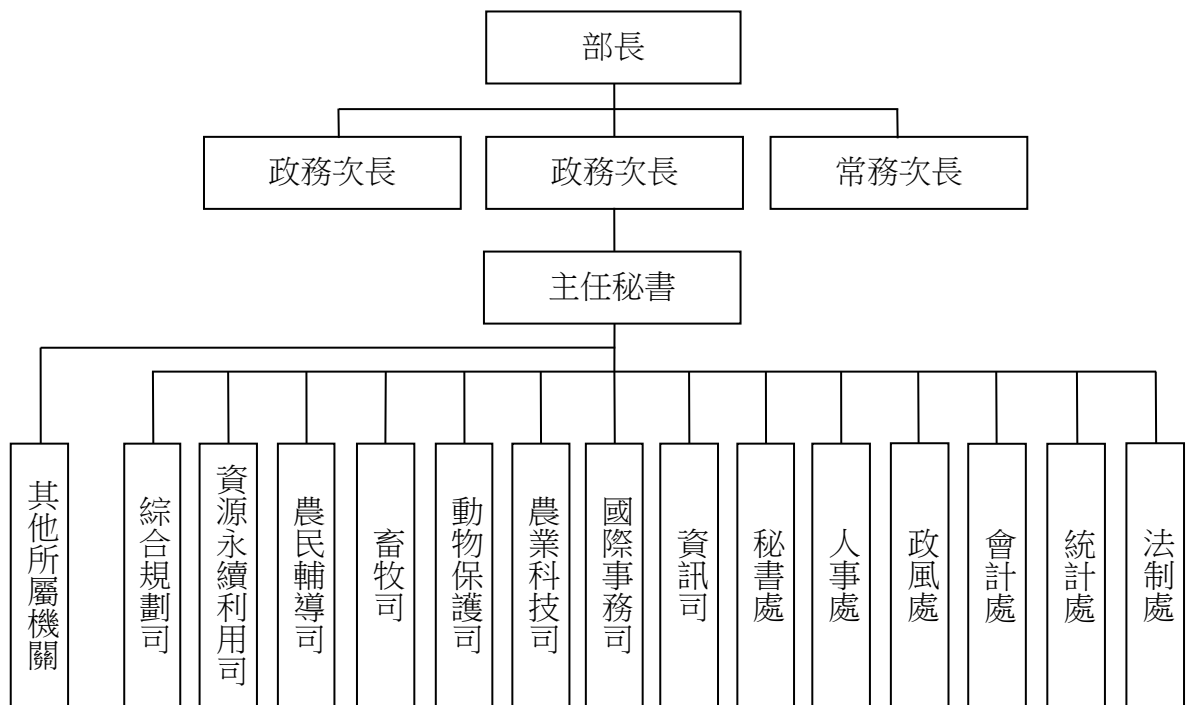 部長
政務次長
政務次長
常務次長
主任秘書
其他所屬機關
綜合規劃司
資源永續利用司
農民輔導司
畜牧司
動物保護司
農業科技司
國際事務司
資訊司
秘書處
人事處
政風處
會計處
統計處
法制處